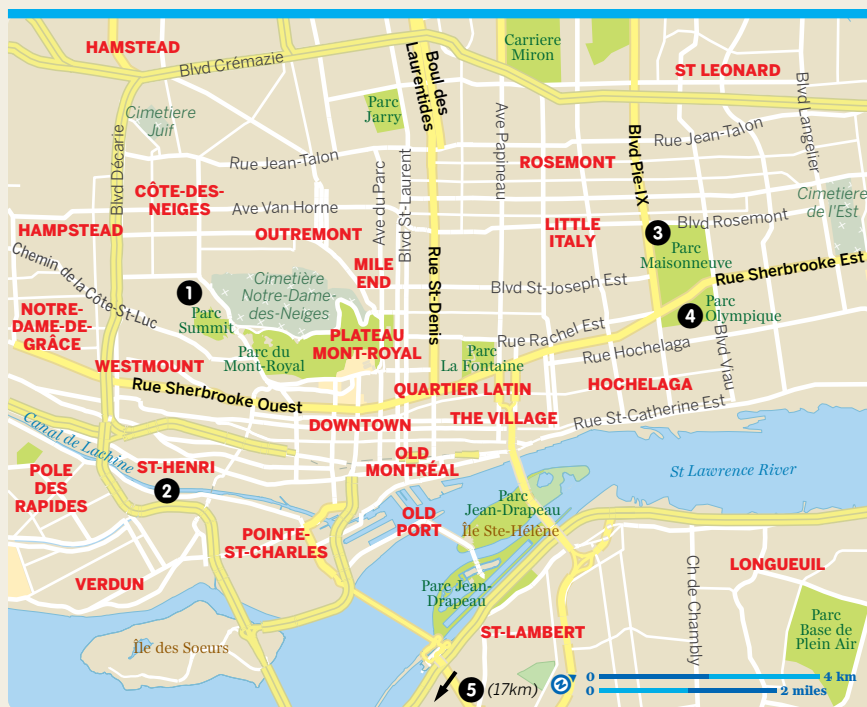 HAMSTEAD
Blvd Crémazie
Boul des
Laurentides
Carriere
Miron
ST LEONARD
Blvd Langelier
Cimetiere
Juif
Parc
Jarry
Ave Papineau
Blvd Pie-IX
Rue Jean-Talon
Blvd Décarie
Rue Jean-Talon
ROSEMONT
CÔTE-DES-
NEIGES
Ave Van Horne
Ave du Parc
Blvd St-Laurent
Cimetiere
de l'Est
HAMPSTEAD
OUTREMONT
LITTLE
ITALY
3
Blvd Rosemont
Parc
Maisonneuve
Chemin de la Côte-St-Luc
MILE
END
Rue St-Denis
Rue Sherbrooke Est
1
Cimetière
Notre-Dame-
des-Neiges
Blvd St-Joseph Est
NOTRE-
DAME-DE-
GRÂCE
Parc
Summit
4
Parc
Olympique
Rue Rachel Est
PLATEAU
MONT-ROYAL
Parc du
Mont-Royal
Parc
La Fontaine
Rue Hochelaga
Blvd Viau
WESTMOUNT
Rue Sherbrooke Ouest
QUARTIER LATIN
HOCHELAGA
DOWNTOWN
THE VILLAGE
Rue St-Catherine Est
Canal de Lachine
OLD
MONTRÉAL
POLE
DES
RAPIDES
ST-HENRI
2
St Lawrence River
Parc
Jean-Drapeau
Île Ste-Hélène
OLD
PORT
POINTE-
ST-CHARLES
LONGUEUIL
VERDUN
Parc Jean-
Drapeau
Ch de Chambly
Île des Soeurs
ST-LAMBERT
Parc
Base de
Plein Air
5 (17km)
N
0 4 km
0 2 miles